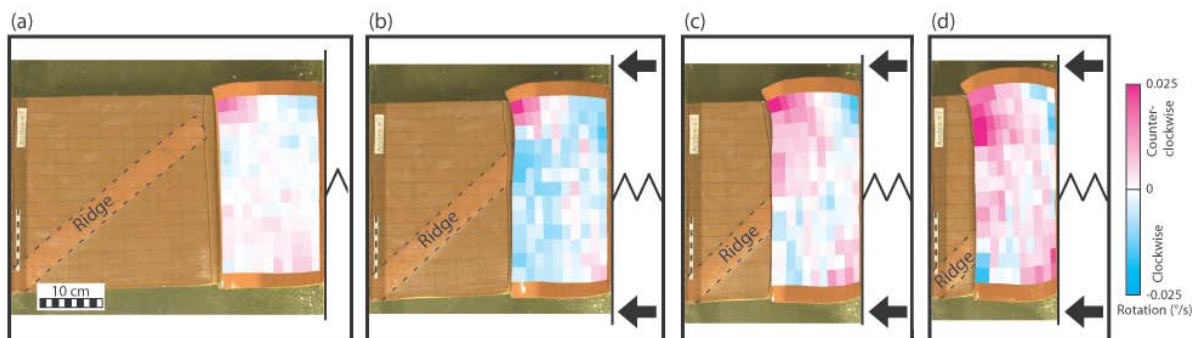 (a)
(b)
(c)
(d)
Ridge
Ridge
Ridge
Ridge
10 cm
0.025
Counter-
clockwise
0
Clockwise
-0.025
Rotation (°/s)